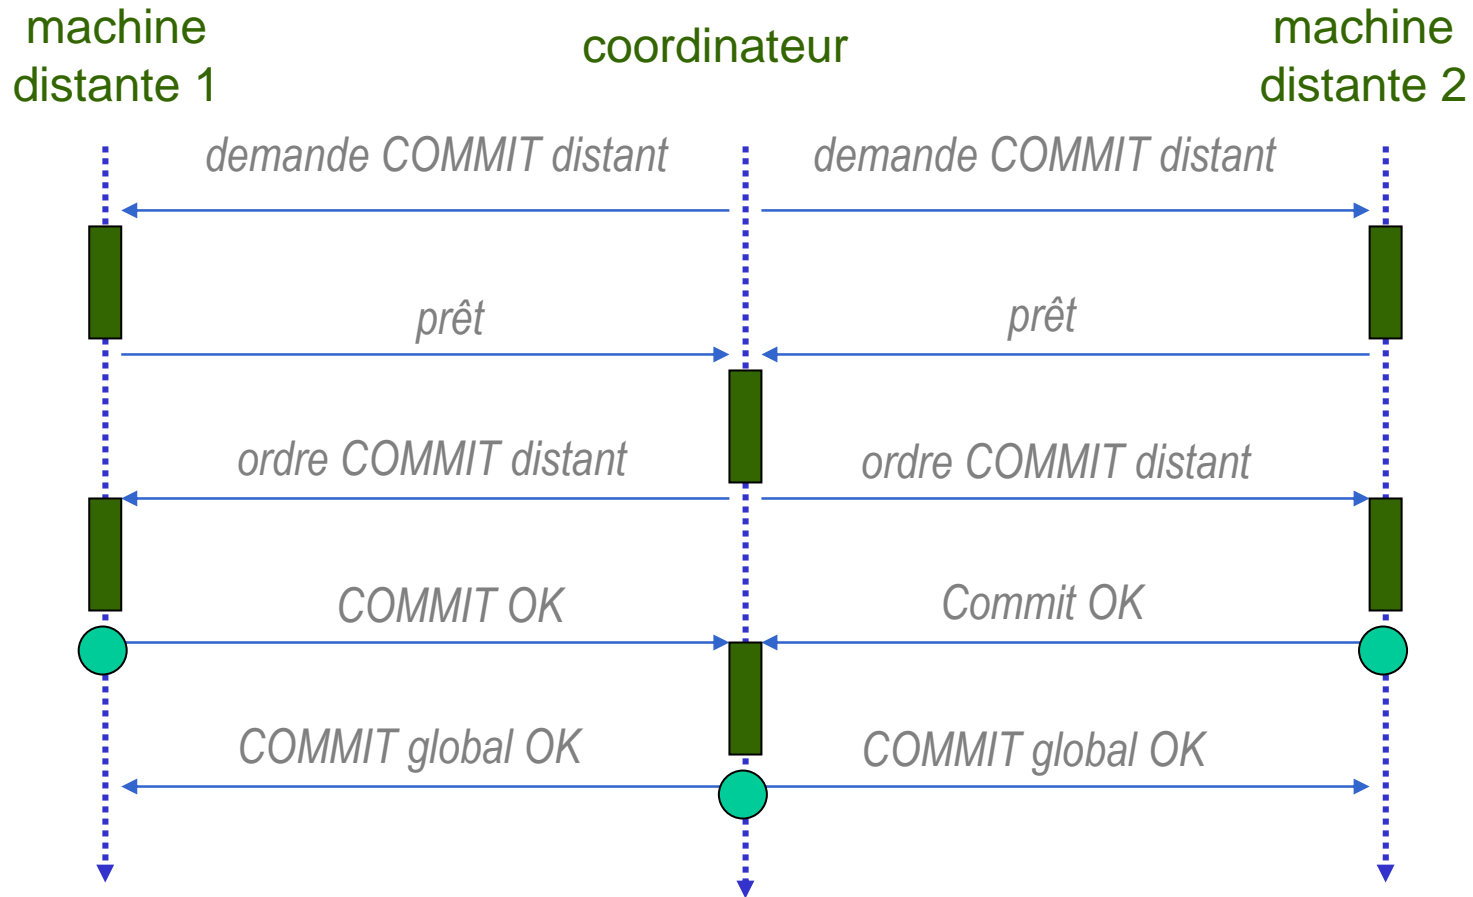 machine
distante 1
coordinateur
machine
distante 2
demande COMMIT distant
demande COMMIT distant
prêt
prêt
ordre COMMIT distant
ordre COMMIT distant
COMMIT OK
Commit OK
COMMIT global OK
COMMIT global OK